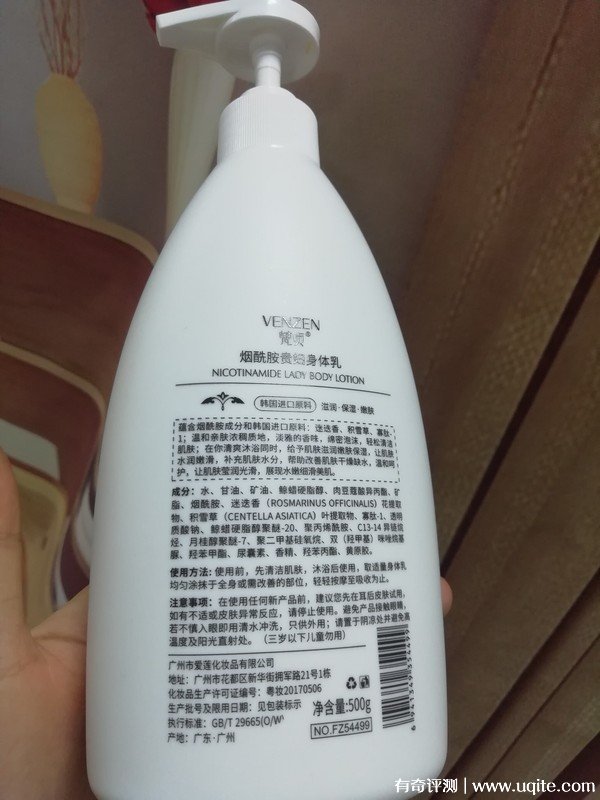 VENZEN
梵贞®
烟酰胺贵妇身体乳
NICOTINAMIDE LADY BODY LOTION
韩国进口原料 滋润·保湿·嫩肤
蕴含烟酰胺成分和韩国进口原料：迷迭香、积雪草、寡肽-
1；温和亲肤浓稠质地，淡雅的香味，绵密泡沫，轻松清洁
肌肤；在你清爽沐浴同时，给予肌肤滋润嫩肤保湿，让肌肤
水润嫩滑，补充肌肤水分，帮助改善肌肤干燥缺水，温和呵
护，让肌肤莹润光滑，展现水嫩细滑美肌。
成分：水、甘油、矿油、鲸蜡硬脂醇、肉豆蔻酸异丙酯、矿
脂、烟酰胺、迷迭香（ROSMARINUS OFFICINALIS）花提取
物、积雪草（CENTELLA ASIATICA）叶提取物、寡肽-1、透明
质酸钠、鲸蜡硬脂醇聚醚-20、聚丙烯酰胺、C13-14 异链烷
烃、月桂醇聚醚-7、聚二甲基硅氧烷、双（羟甲基）咪唑烷基
脲、羟苯甲酯、尿囊素、香精、羟苯丙酯、黄原胶。
使用方法：使用前，先清洁肌肤，沐浴后使用，取适量身体乳
均匀涂抹于全身或需改善的部位，轻轻按摩至吸收为止。
注意事项：在使用任何新产品前，建议您先在耳后皮肤试用，
如有不适或皮肤异常反应，请停止使用。避免产品接触眼睛，
若不慎入眼即用清水冲洗，只供外用；请置于阴凉处并避免高
温度及阳光直射处。（三岁以下儿童勿用）
广州市爱莲化妆品有限公司
地址：广州市花都区新华街拥军路21号1栋
化妆品生产许可证编号：粤妆20170506
生产批号及限用日期：见包装标示
执行标准：GB/T 29665(O/W
产地：广东·广州
净含量：500g
NO.FZ54499
6941349354499
有奇评测 | www.uqite.com